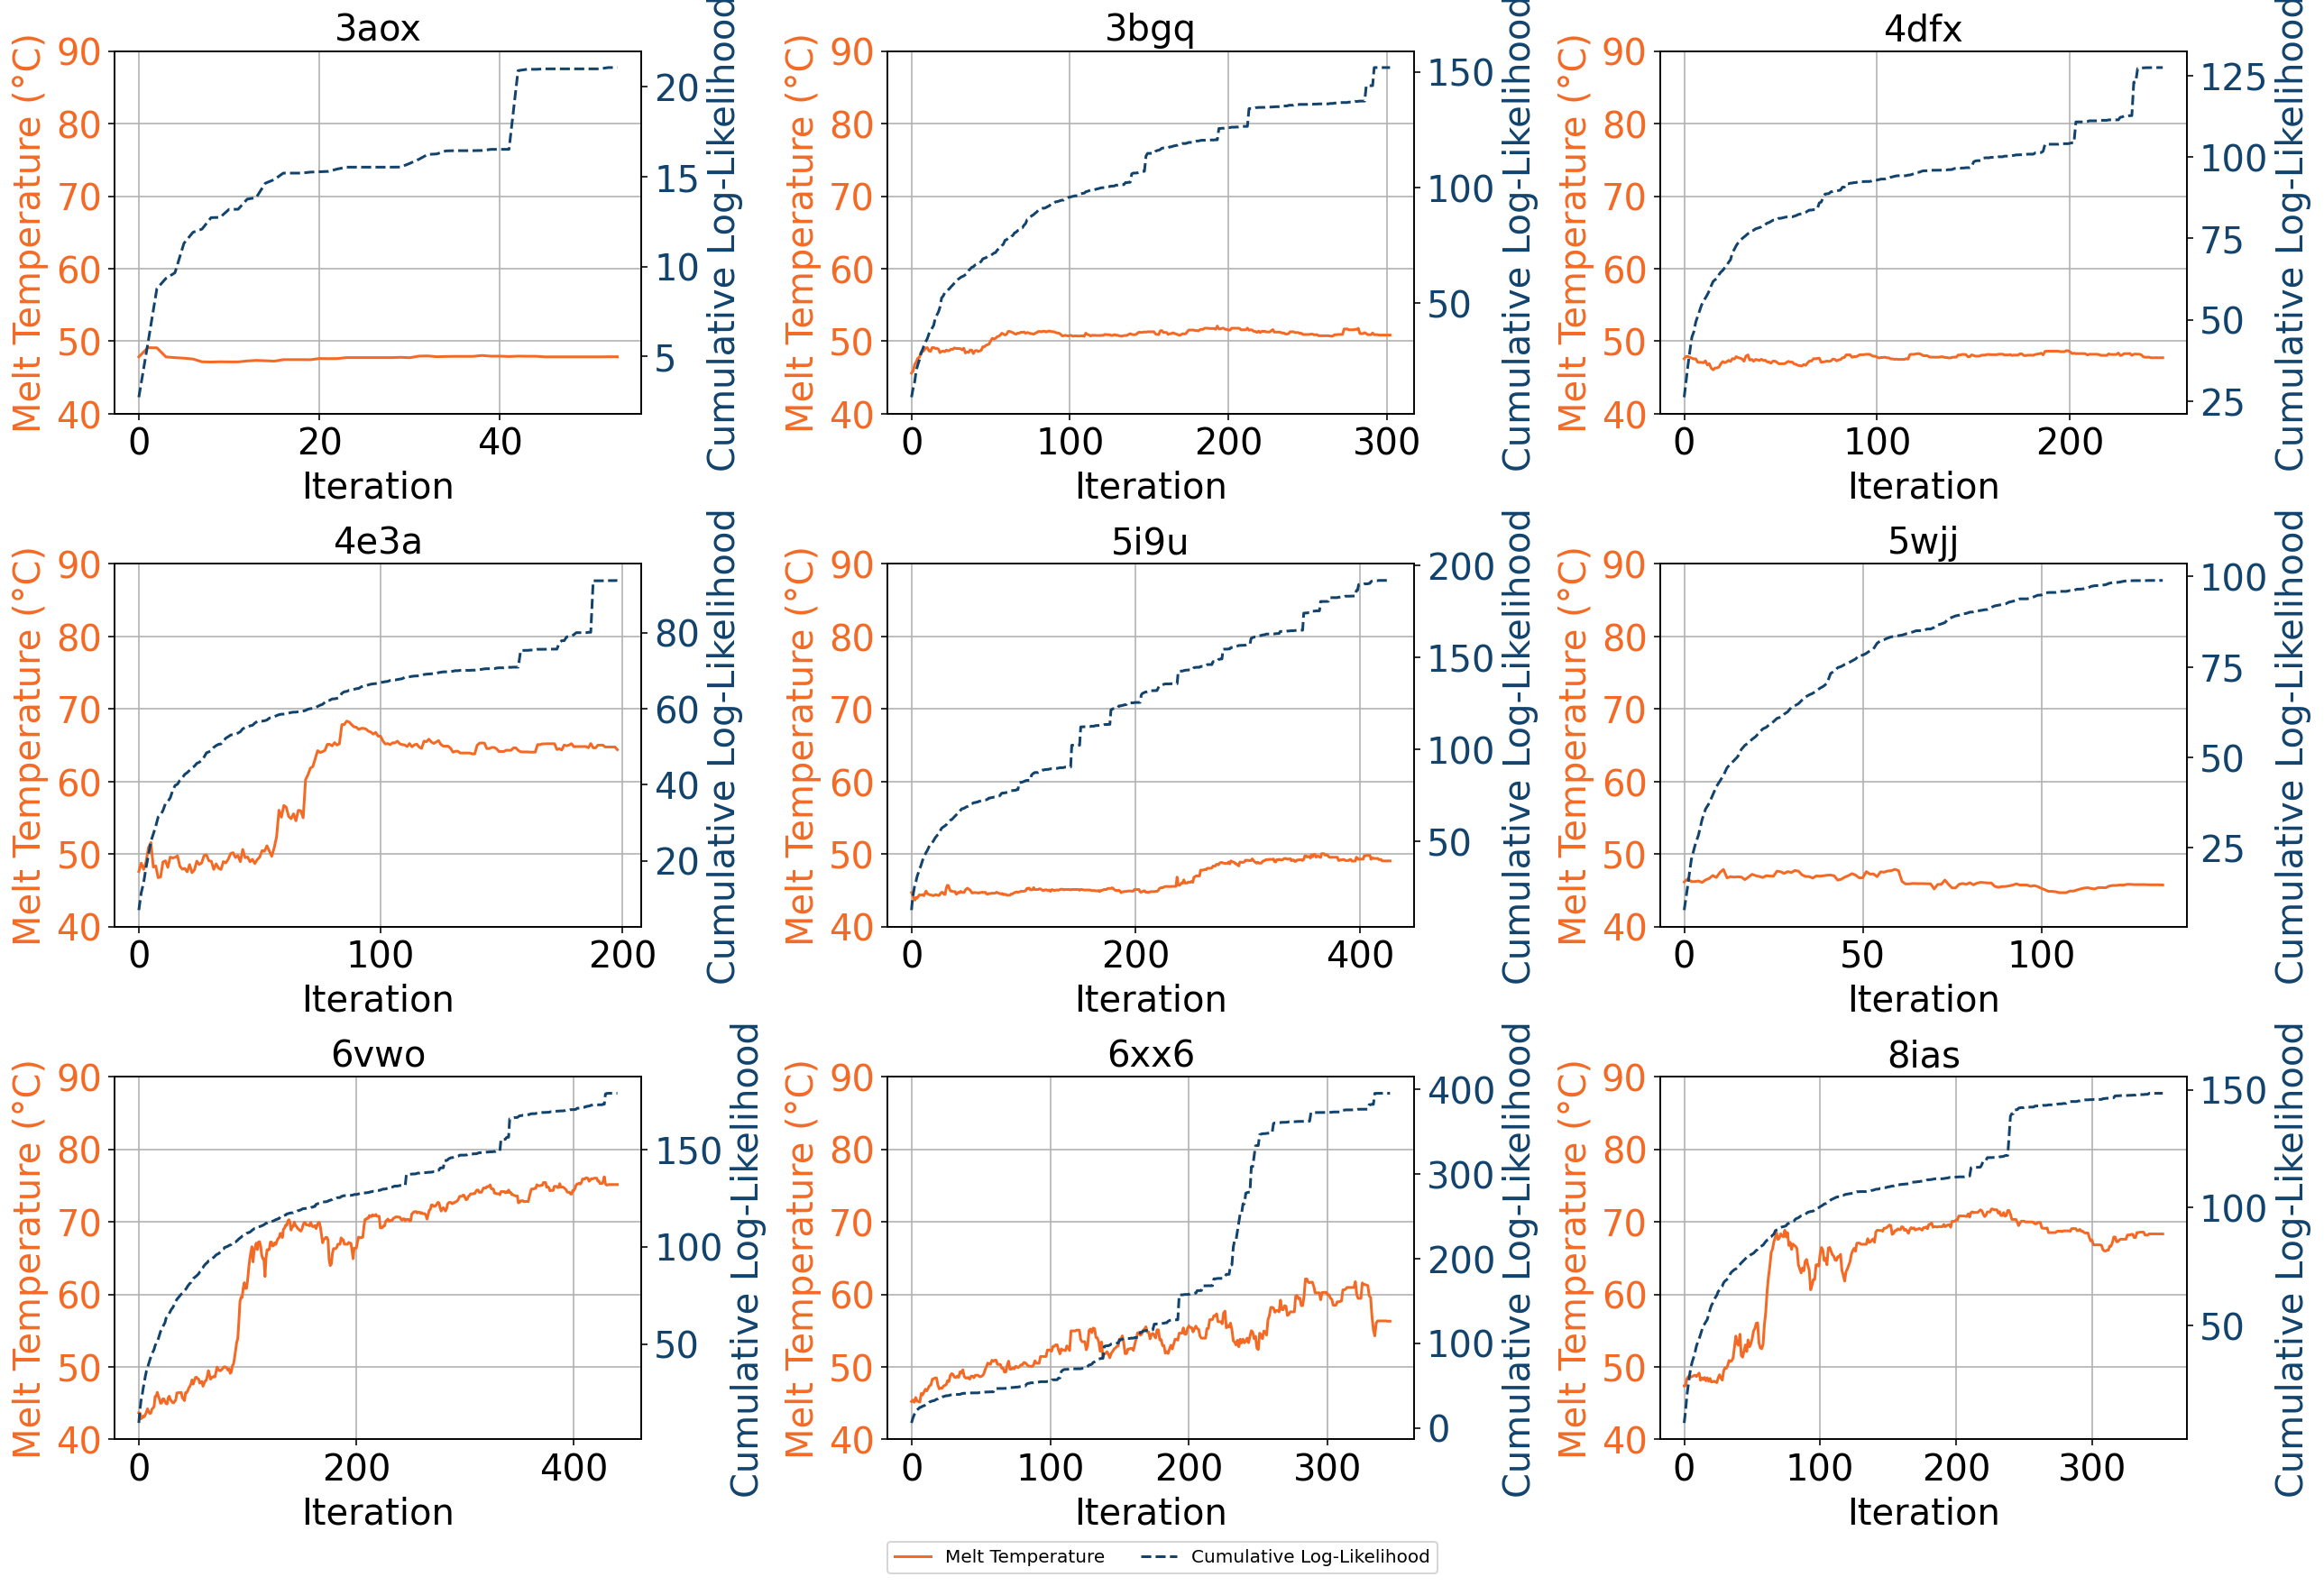 3aox
Melt Temperature (°C)
90
80
70
60
50
40
20
15
10
5
Cumulative Log-Likelihood
0 20 40
Iteration
3bgq
Melt Temperature (°C)
90
80
70
60
50
40
150
100
50
Cumulative Log-Likelihood
0 100 200 300
Iteration
4dfx
Melt Temperature (°C)
90
80
70
60
50
40
125
100
75
50
25
Cumulative Log-Likelihood
0 100 200
Iteration
4e3a
Melt Temperature (°C)
90
80
70
60
50
40
80
60
40
20
Cumulative Log-Likelihood
0 100 200
Iteration
5i9u
Melt Temperature (°C)
90
80
70
60
50
40
200
150
100
50
Cumulative Log-Likelihood
0 200 400
Iteration
5wjj
Melt Temperature (°C)
90
80
70
60
50
40
100
75
50
25
Cumulative Log-Likelihood
0 50 100
Iteration
6vwo
Melt Temperature (°C)
90
80
70
60
50
40
150
100
50
Cumulative Log-Likelihood
0 200 400
Iteration
6xx6
Melt Temperature (°C)
90
80
70
60
50
40
400
300
200
100
0
Cumulative Log-Likelihood
0 100 200 300
Iteration
8ias
Melt Temperature (°C)
90
80
70
60
50
40
150
100
50
Cumulative Log-Likelihood
0 100 200 300
Iteration
Melt Temperature Cumulative Log-Likelihood